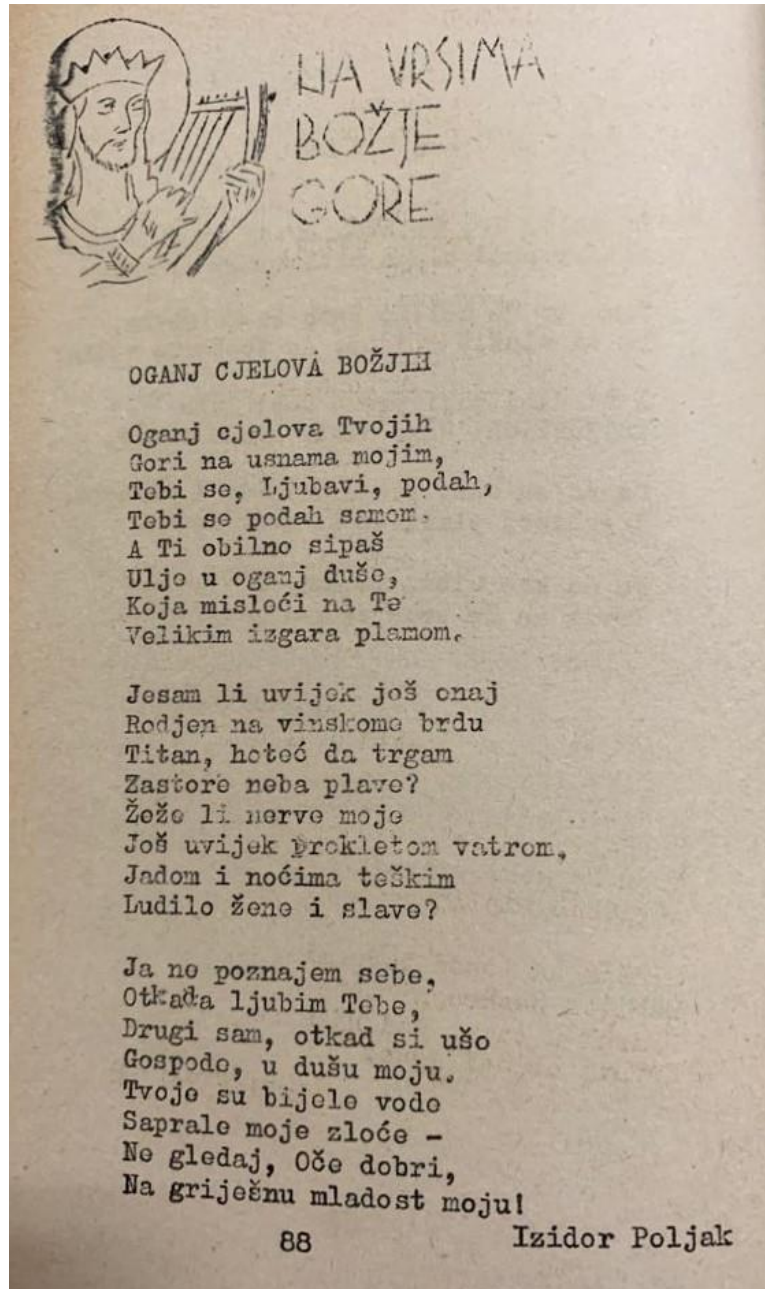 NA VRSIMA
BOŽJE
GORE
OGANJ CJELOVA BOŽJIH
Oganj cjelova Tvojih
Gori na usnama mojim,
Tebi se, Ljubavi, podah,
Tebi se podah samom.
A Ti obilno sipaš
Ulje u oganj duše,
Koja misleći na Te
Velikim izgara plamom.
Jesam li uvijek još onaj
Rodjen na vinskome brdu
Titan, hoteć da trgam
Zastore neba plave?
Žeže li nerve moje
Još uvijek prokletom vatrom,
Jadom i noćima teškim
Ludilo žene i slave?
Ja ne poznajem sebe,
Otkada ljubim Tebe,
Drugi sam, otkad si ušo
Gospode, u dušu moju.
Tvoje su bijele vode
Saprale moje zloće –
Ne gledaj, Oče dobri,
Na griješnu mladost moju!
88 Izidor Poljak